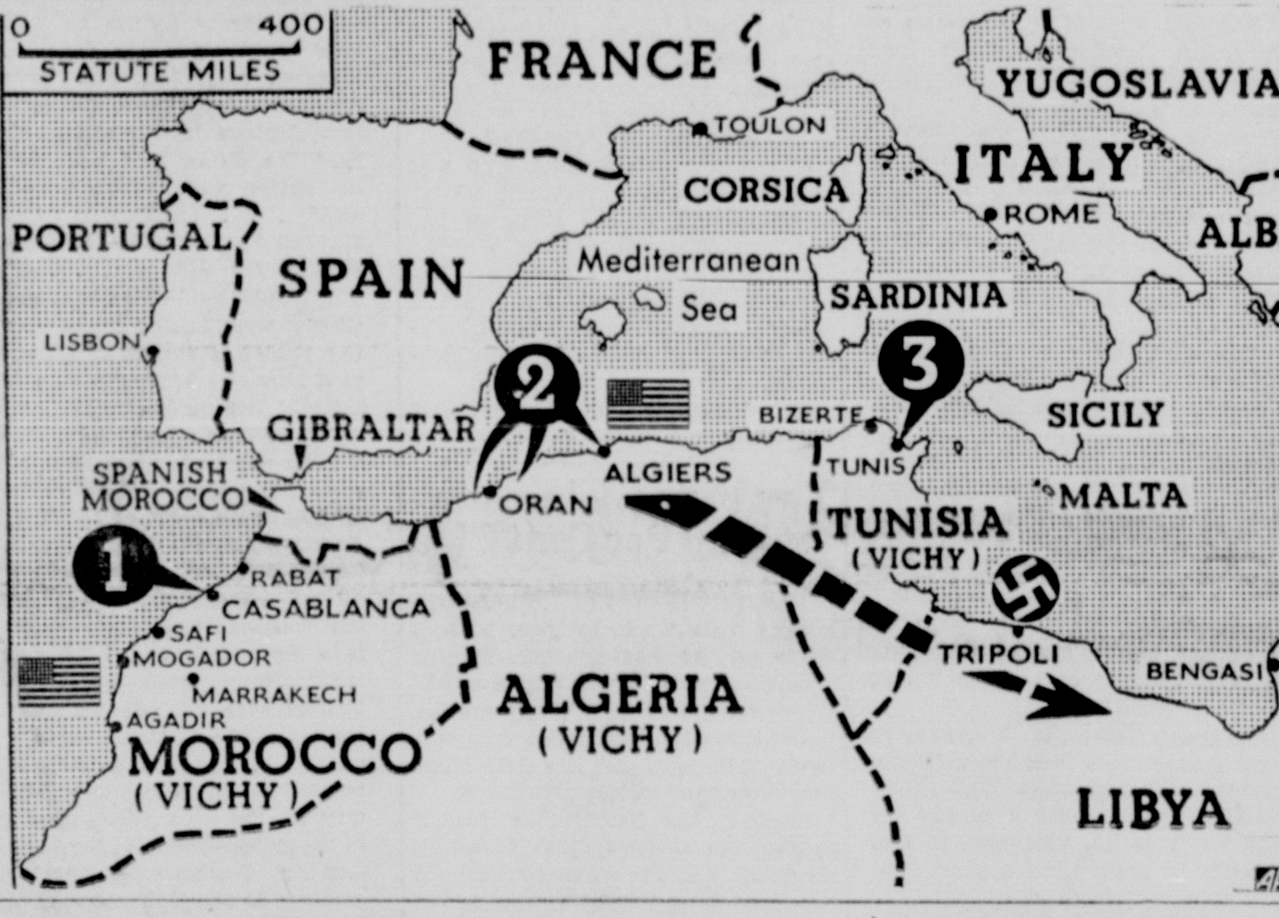 0 400
STATUTE MILES
FRANCE
YUGOSLAVIA
TOULON
ITALY
CORSICA
ROME
PORTUGAL
ALB
SPAIN
Mediterranean
Sea
SARDINIA
LISBON
3
2
BIZERTE
SICILY
GIBRALTAR
TUNIS
SPANISH
MOROCCO
ALGIERS
ORAN
MALTA
TUNISIA
(VICHY)
1
RABAT
CASABLANCA
SAFI
MOGADOR
TRIPOLI
BENGASI
MARRAKECH
ALGERIA
(VICHY)
AGADIR
MOROCCO
(VICHY)
LIBYA